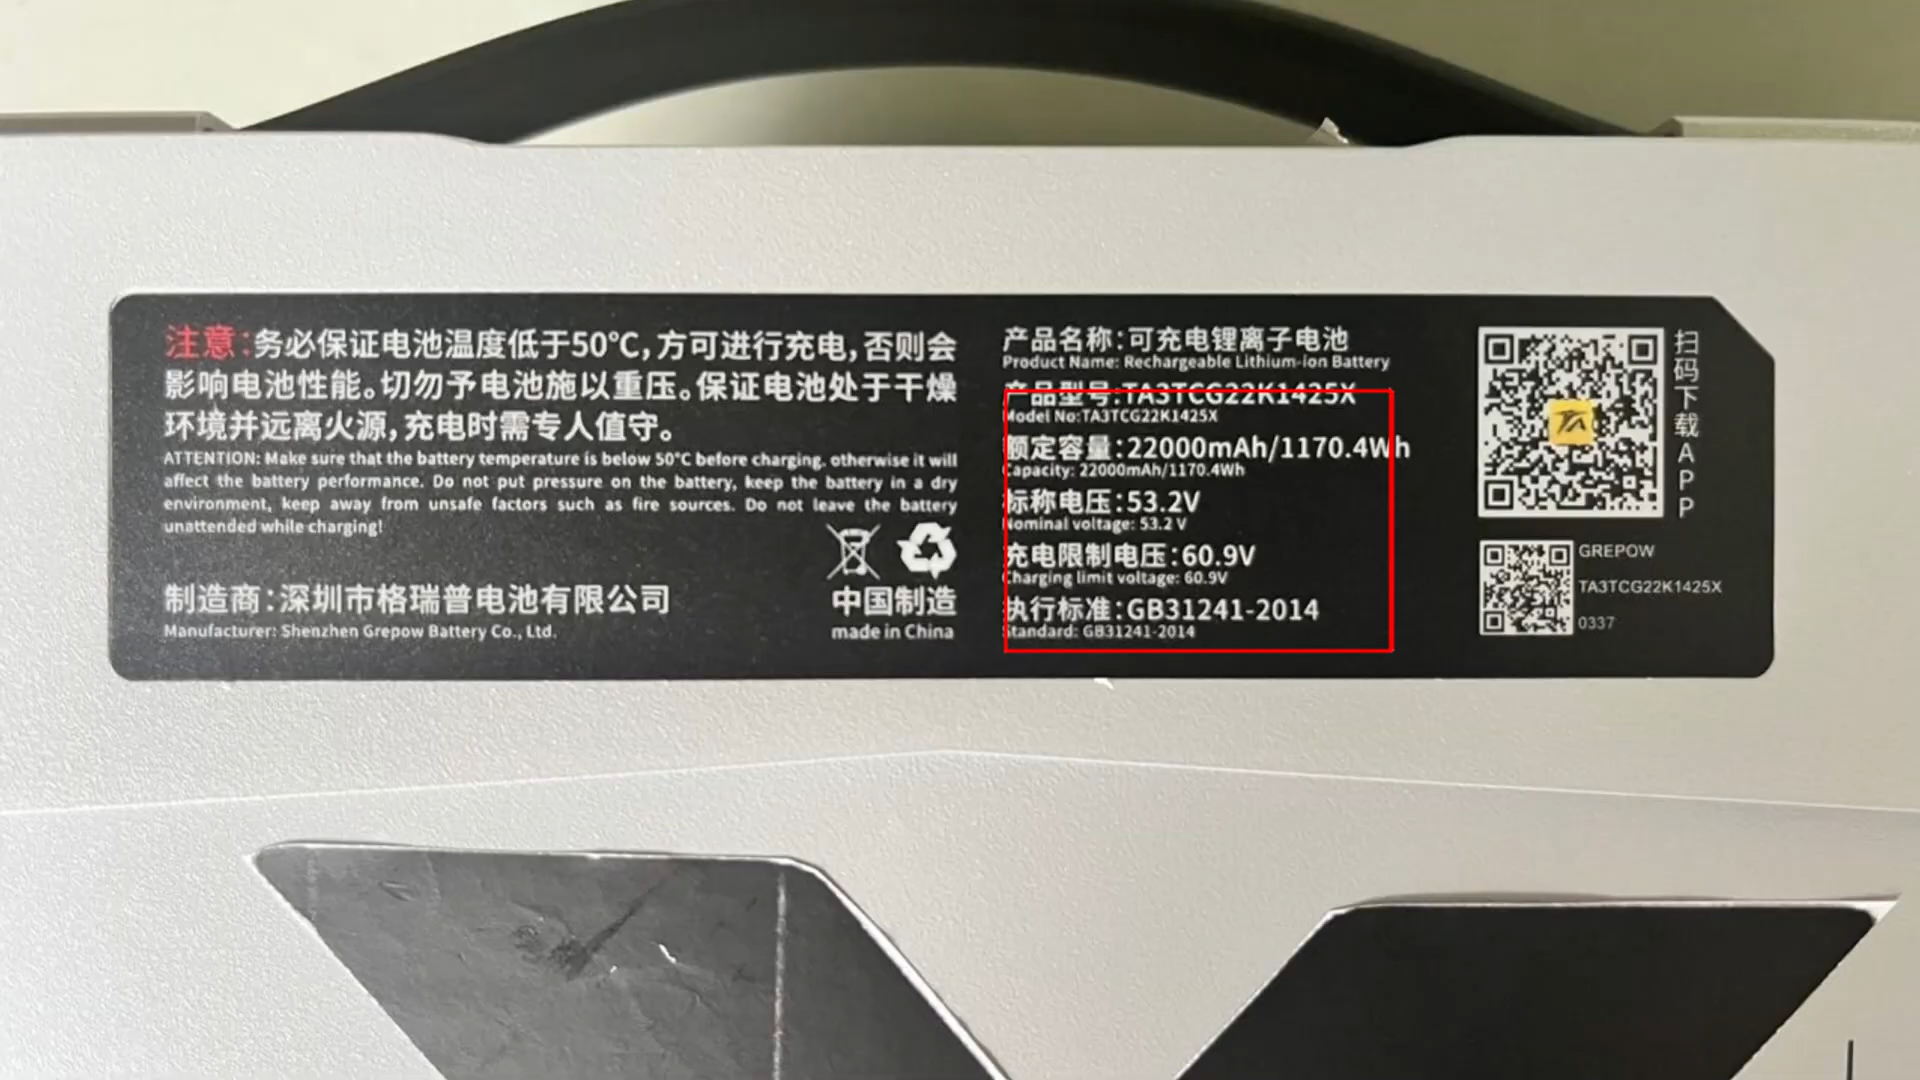 注意:务必保证电池温度低于50℃,方可进行充电,否则会
影响电池性能。切勿予电池施以重压。保证电池处于干燥
环境并远离火源,充电时需专人值守。
ATTENTION: Make sure that the battery temperature is below 50℃ before charging. otherwise it will
affect the battery performance. Do not put pressure on the battery, keep the battery in a dry
environment, keep away from unsafe factors such as fire sources. Do not leave the battery
unattended while charging!
制造商:深圳市格瑞普电池有限公司
Manufacturer: Shenzhen Grepow Battery Co., Ltd.
中国制造
made in China
产品名称:可充电锂离子电池
Product Name: Rechargeable Lithium-ion Battery
产品型号:TA3TCG22K1425X
Model No:TA3TCG22K1425X
额定容量:22000mAh/1170.4Wh
Capacity: 22000mAh/1170.4Wh
标称电压:53.2V
Nominal voltage: 53.2 V
充电限制电压:60.9V
Charging limit voltage: 60.9V
执行标准:GB31241-2014
Standard: GB31241-2014
扫码下载APP
GREPOW
TA3TCG22K1425X
0337